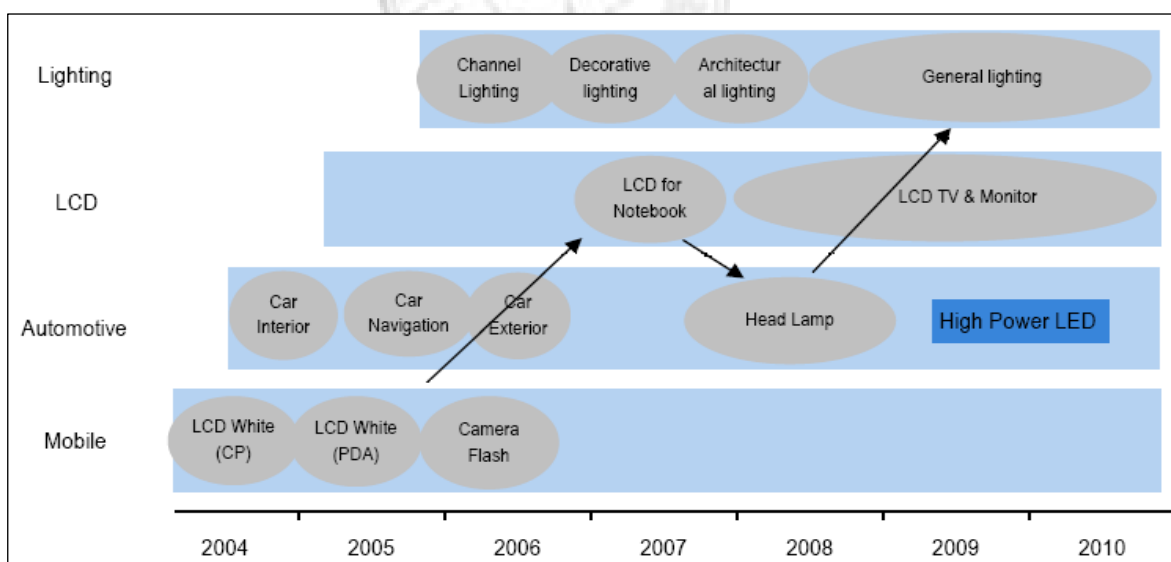 Lighting
Channel
Lighting
Decorative
lighting
Architectur
al lighting
General lighting
LCD
LCD for
Notebook
LCD TV & Monitor
Automotive
Car
Interior
Car
Navigation
Car
Exterior
Head Lamp
High Power LED
Mobile
LCD White
(CP)
LCD White
(PDA)
Camera
Flash
2004 2005 2006 2007 2008 2009 2010